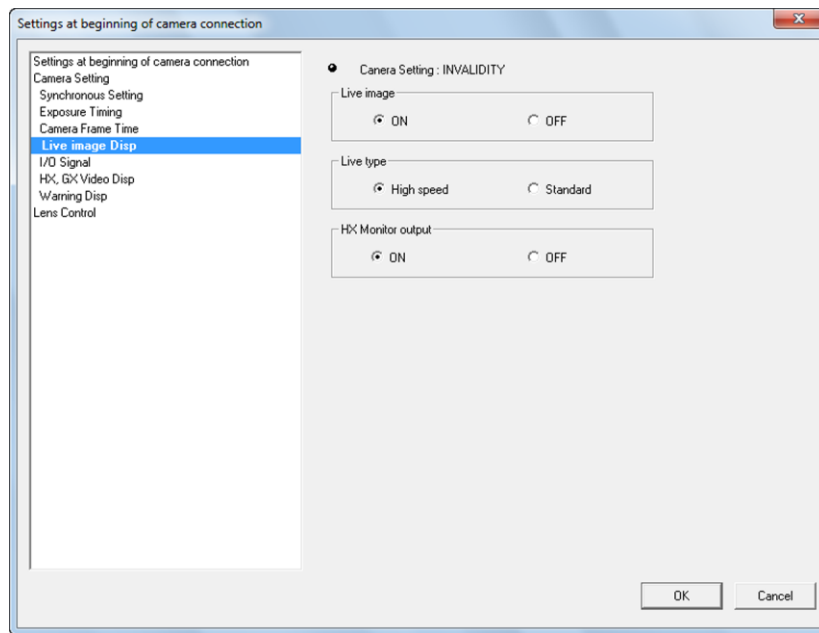 Settings at beginning of camera connection
Settings at beginning of camera connection
Camera Setting
Synchronous Setting
Exposure Timing
Camera Frame Time
Live image Disp
I/O Signal
HX, GX Video Disp
Warning Disp
Lens Control
Canera Setting : INVALIDITY
Live image
ON OFF
Live type
High speed Standard
HX Monitor output
ON OFF
OK Cancel